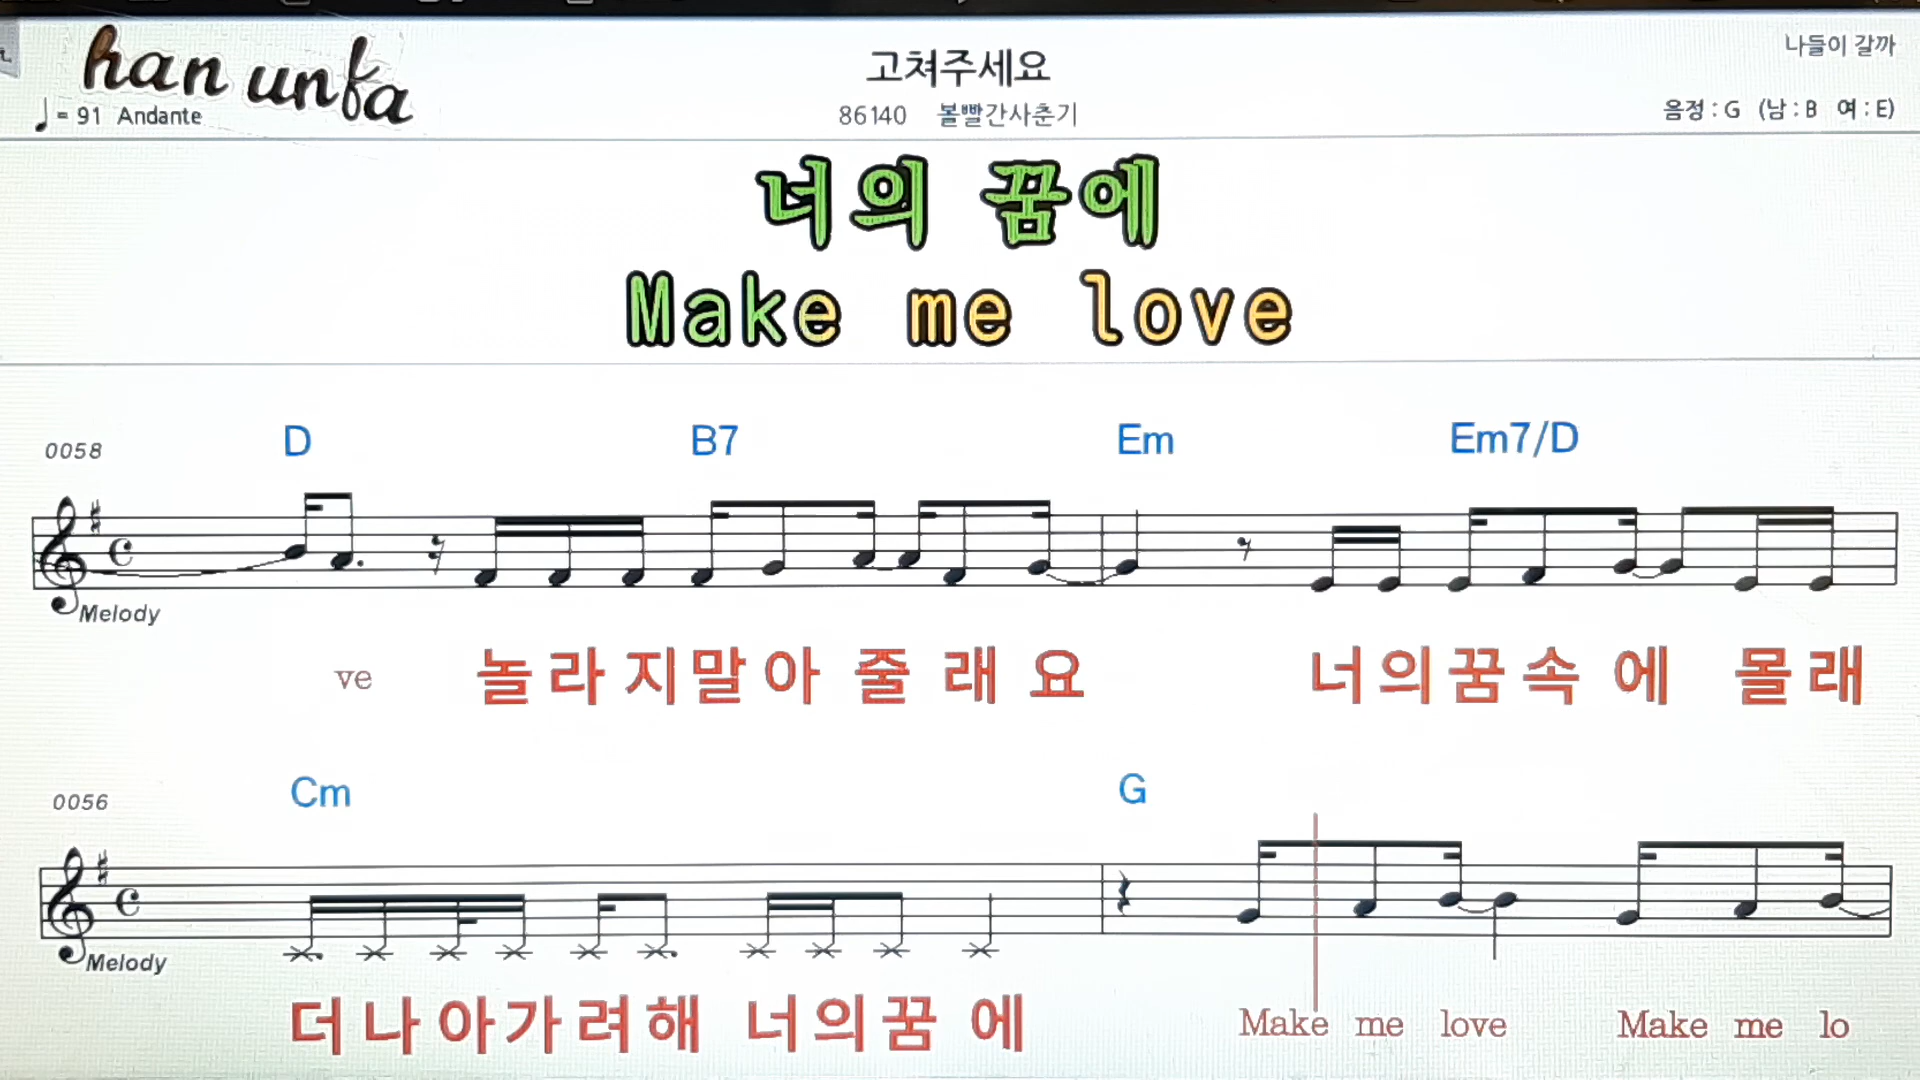 han unfa
고쳐주세요
나들이 갈까
= 91 Andante
86140 볼빨간사춘기
음정 : G (남 : B 여 : E)
너의 꿈에
Make me love
0058 D B7 Em Em7/D
Melody
ve 놀라지말아 줄래요 너의꿈속에 몰래
0056 Cm G
Melody
더나아가려해 너의꿈에 Make me love Make me lo